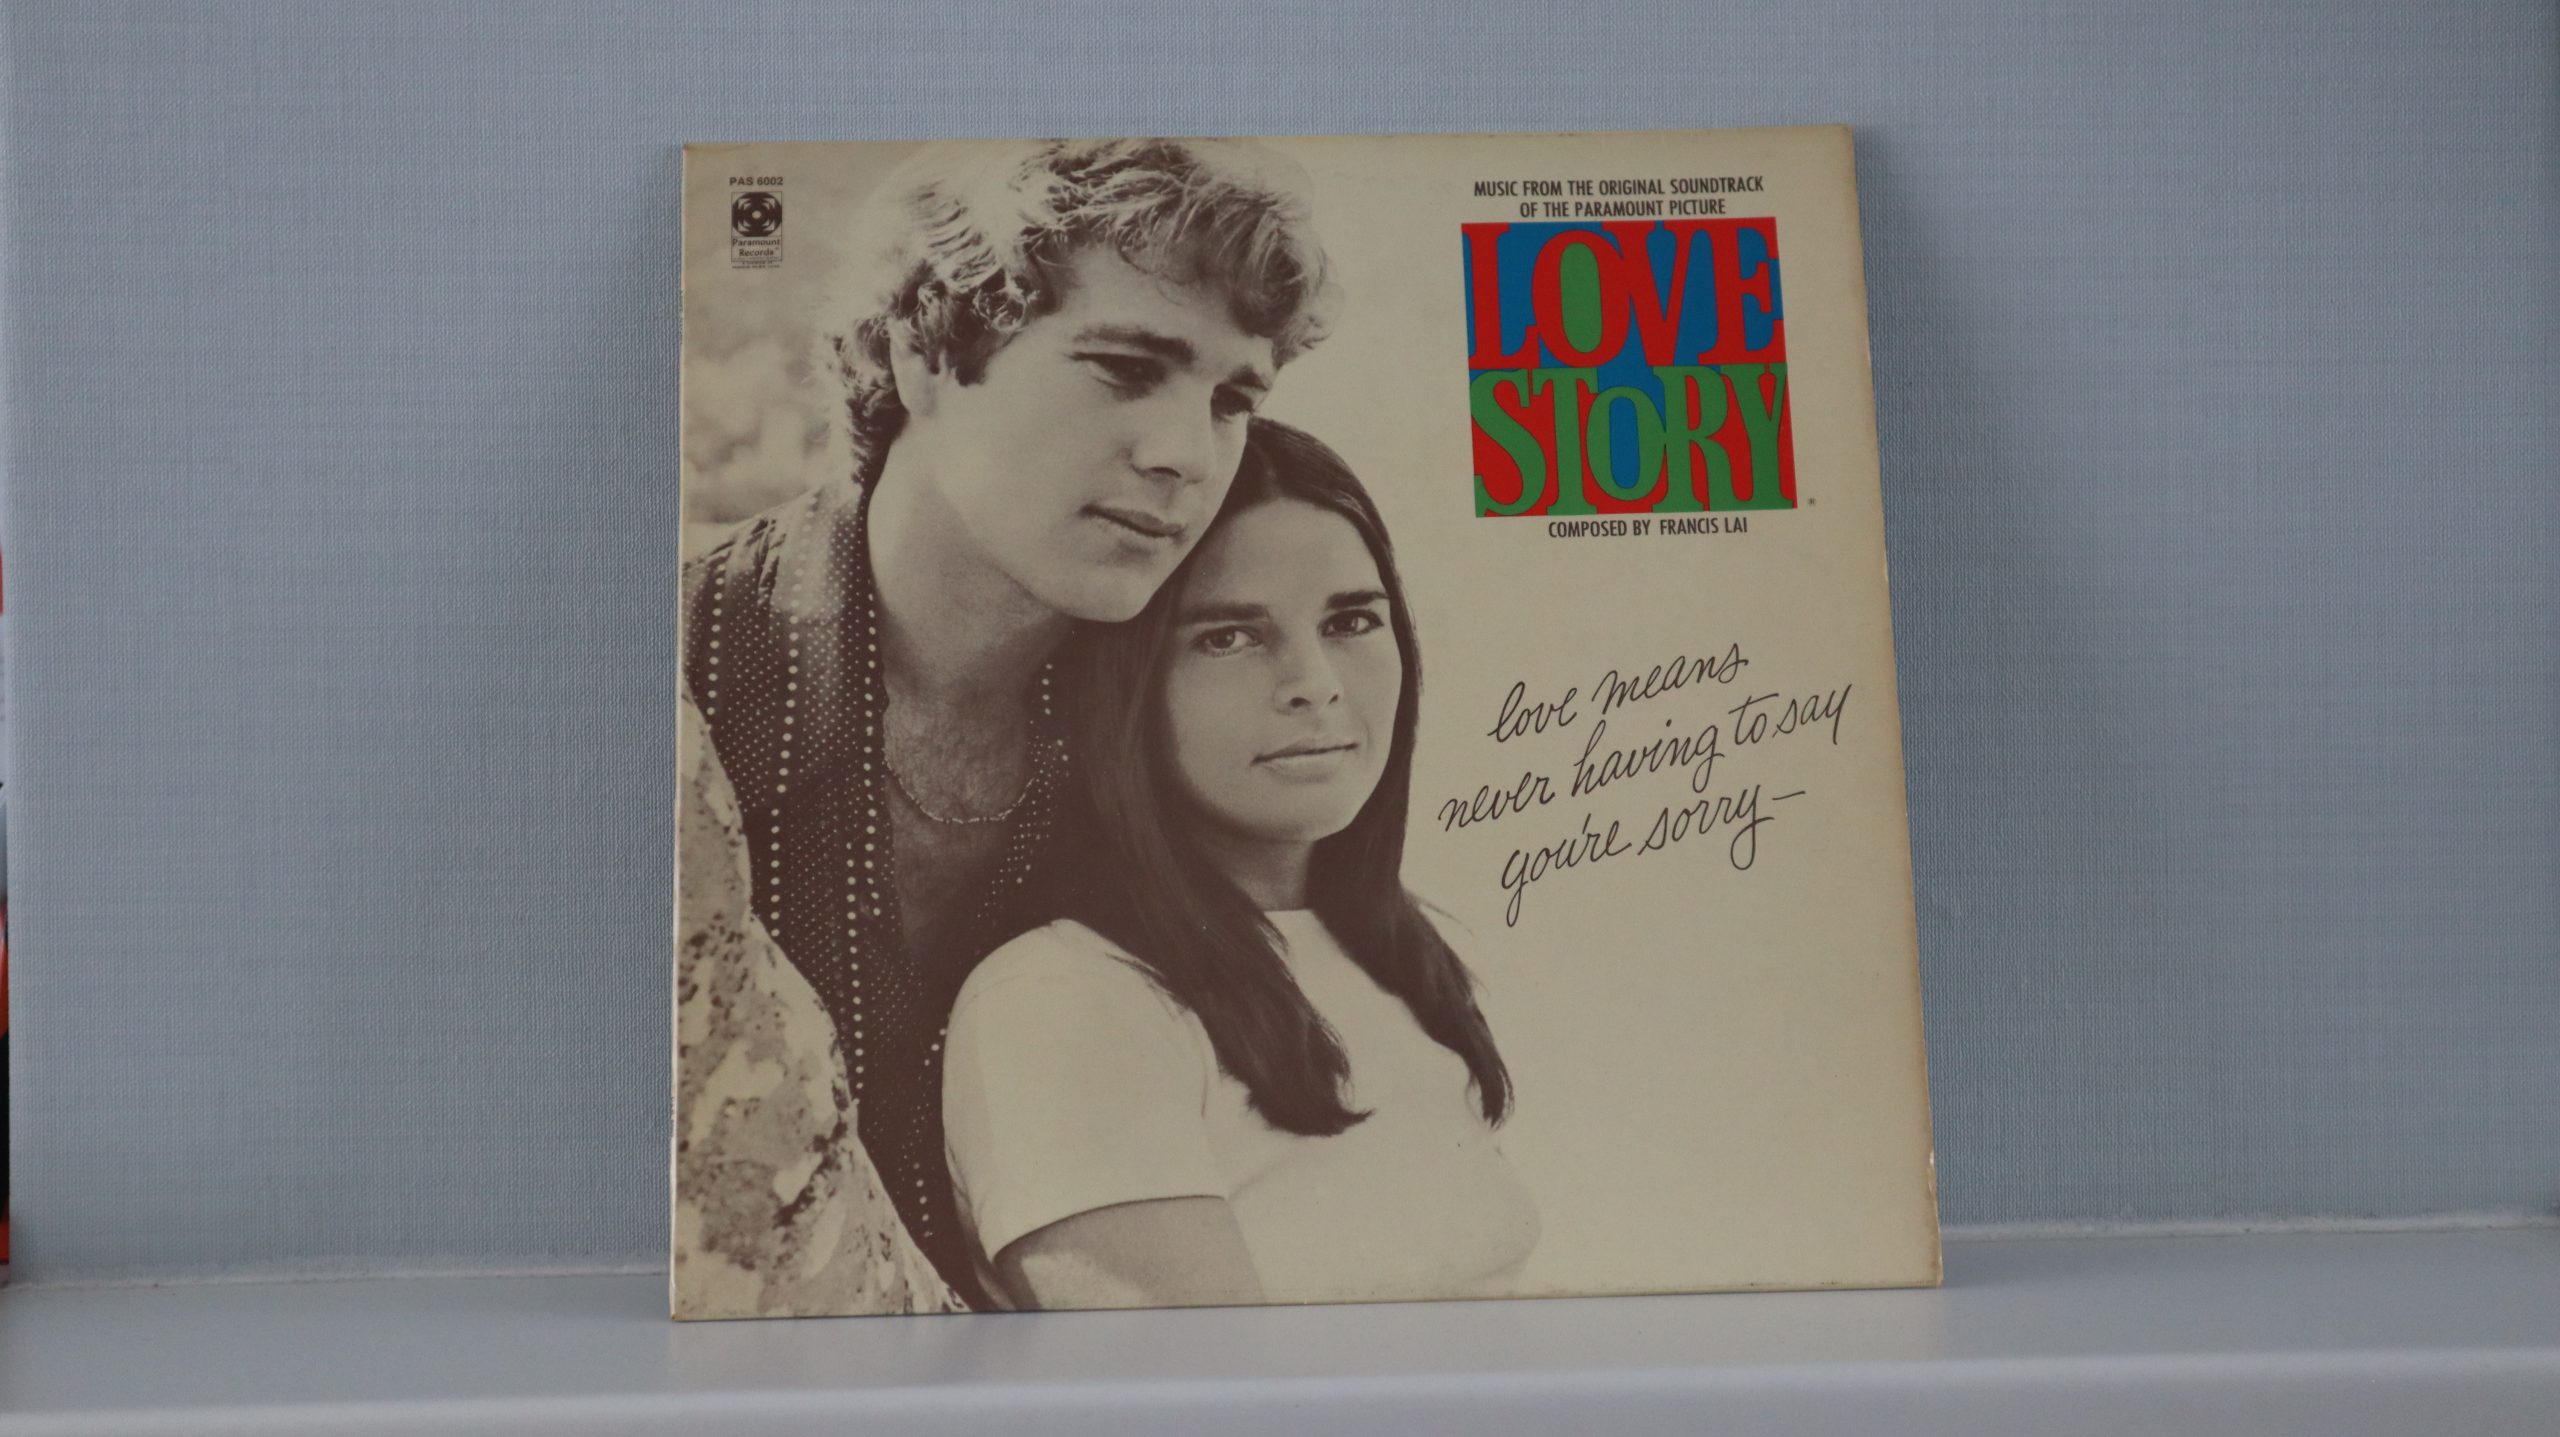 PAS 6002
Paramount
Records
MUSIC FROM THE ORIGINAL SOUNDTRACK
OF THE PARAMOUNT PICTURE
LOVE
STORY
®
COMPOSED BY FRANCIS LAI
love means
never having to say
you're sorry—